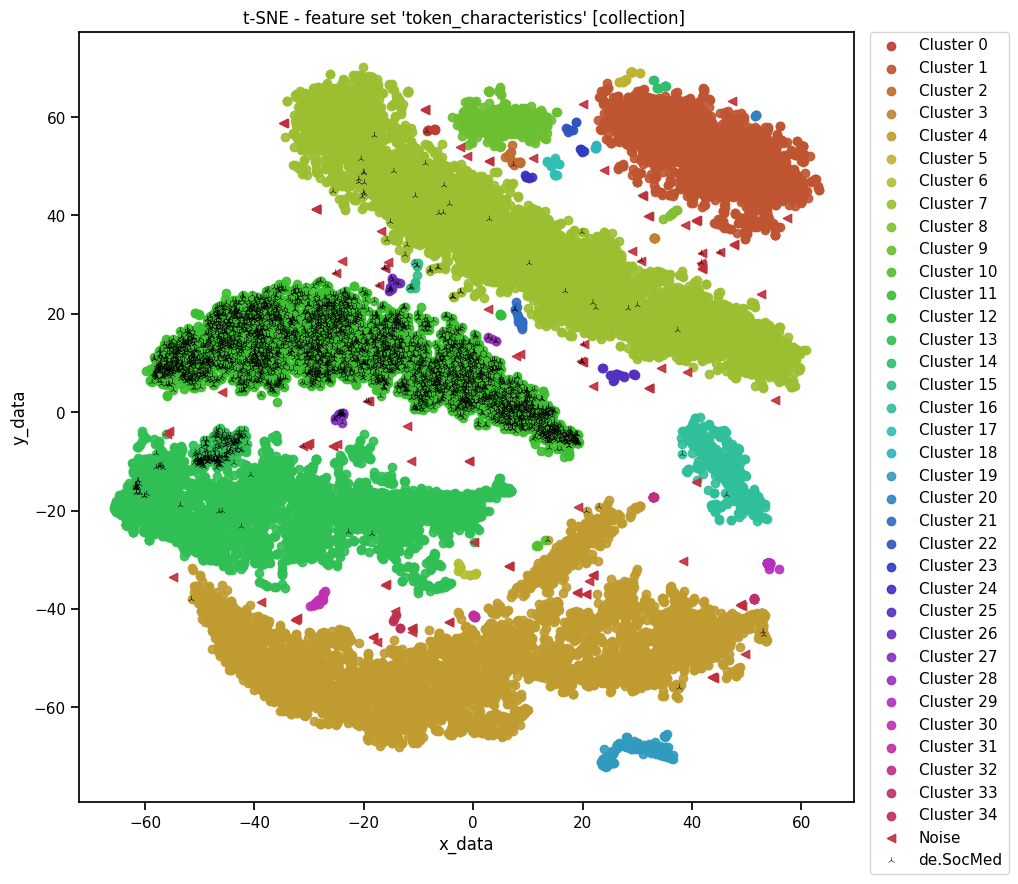 t-SNE - feature set 'token_characteristics' [collection]
y_data
60
40
20
0
−20
−40
−60
−60 −40 −20 0 20 40 60
x_data
Cluster 0
Cluster 1
Cluster 2
Cluster 3
Cluster 4
Cluster 5
Cluster 6
Cluster 7
Cluster 8
Cluster 9
Cluster 10
Cluster 11
Cluster 12
Cluster 13
Cluster 14
Cluster 15
Cluster 16
Cluster 17
Cluster 18
Cluster 19
Cluster 20
Cluster 21
Cluster 22
Cluster 23
Cluster 24
Cluster 25
Cluster 26
Cluster 27
Cluster 28
Cluster 29
Cluster 30
Cluster 31
Cluster 32
Cluster 33
Cluster 34
Noise
de.SocMed